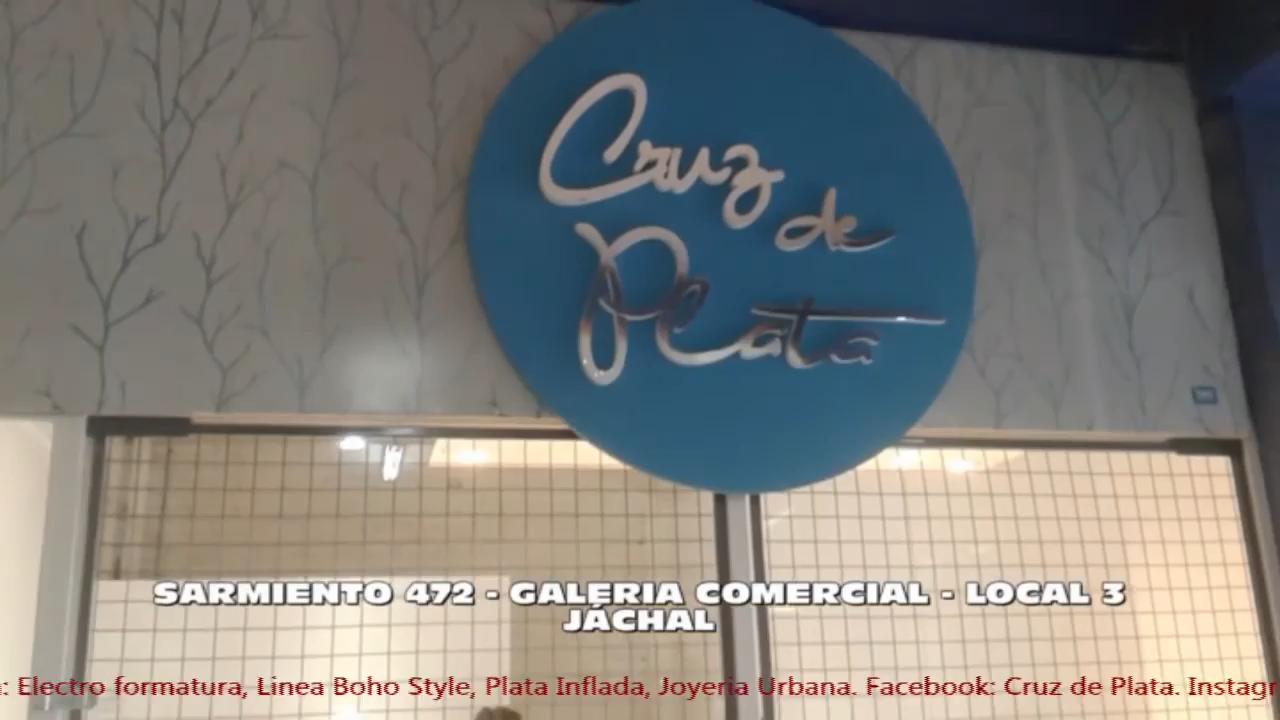 Cruz
de
Plata
SARMIENTO 472 - GALERIA COMERCIAL - LOCAL 3
JÁCHAL
: Electro formatura, Linea Boho Style, Plata Inflada, Joyeria Urbana. Facebook: Cruz de Plata. Instagr